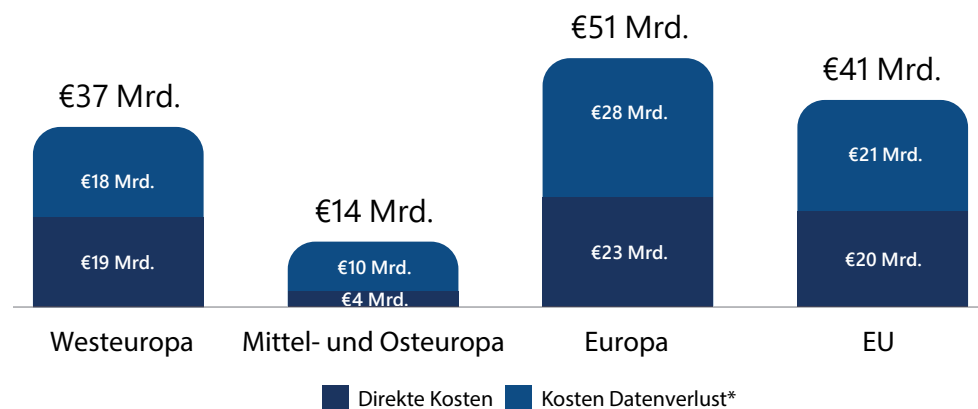 €37 Mrd.
€18 Mrd.
€19 Mrd.
Westeuropa
€14 Mrd.
€10 Mrd.
€4 Mrd.
Mittel- und Osteuropa
€51 Mrd.
€28 Mrd.
€23 Mrd.
Europa
€41 Mrd.
€21 Mrd.
€20 Mrd.
EU
Direkte Kosten
Kosten Datenverlust*